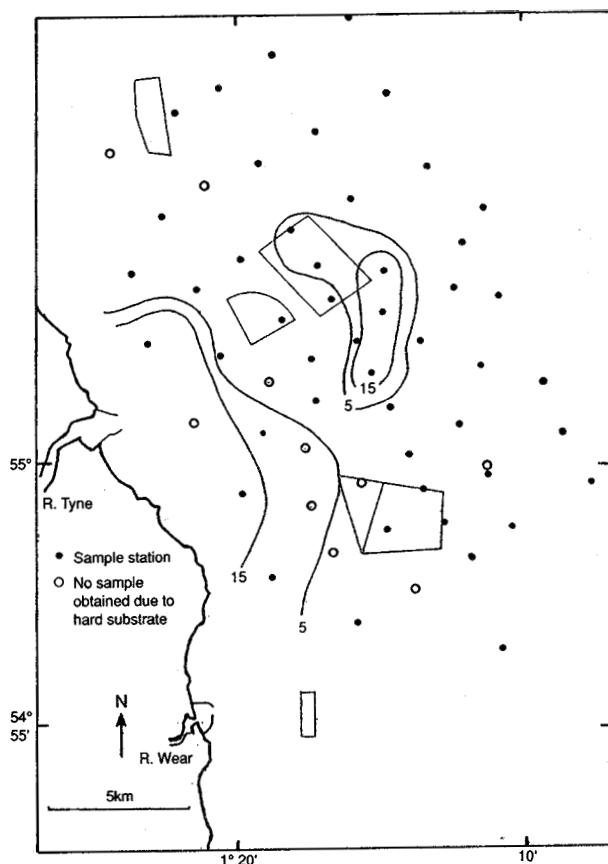 15
5
55°
R. Tyne
Sample station
No sample
obtained due to
hard substrate
15
5
N
54°
55'
R. Wear
5km
1° 20'
10'